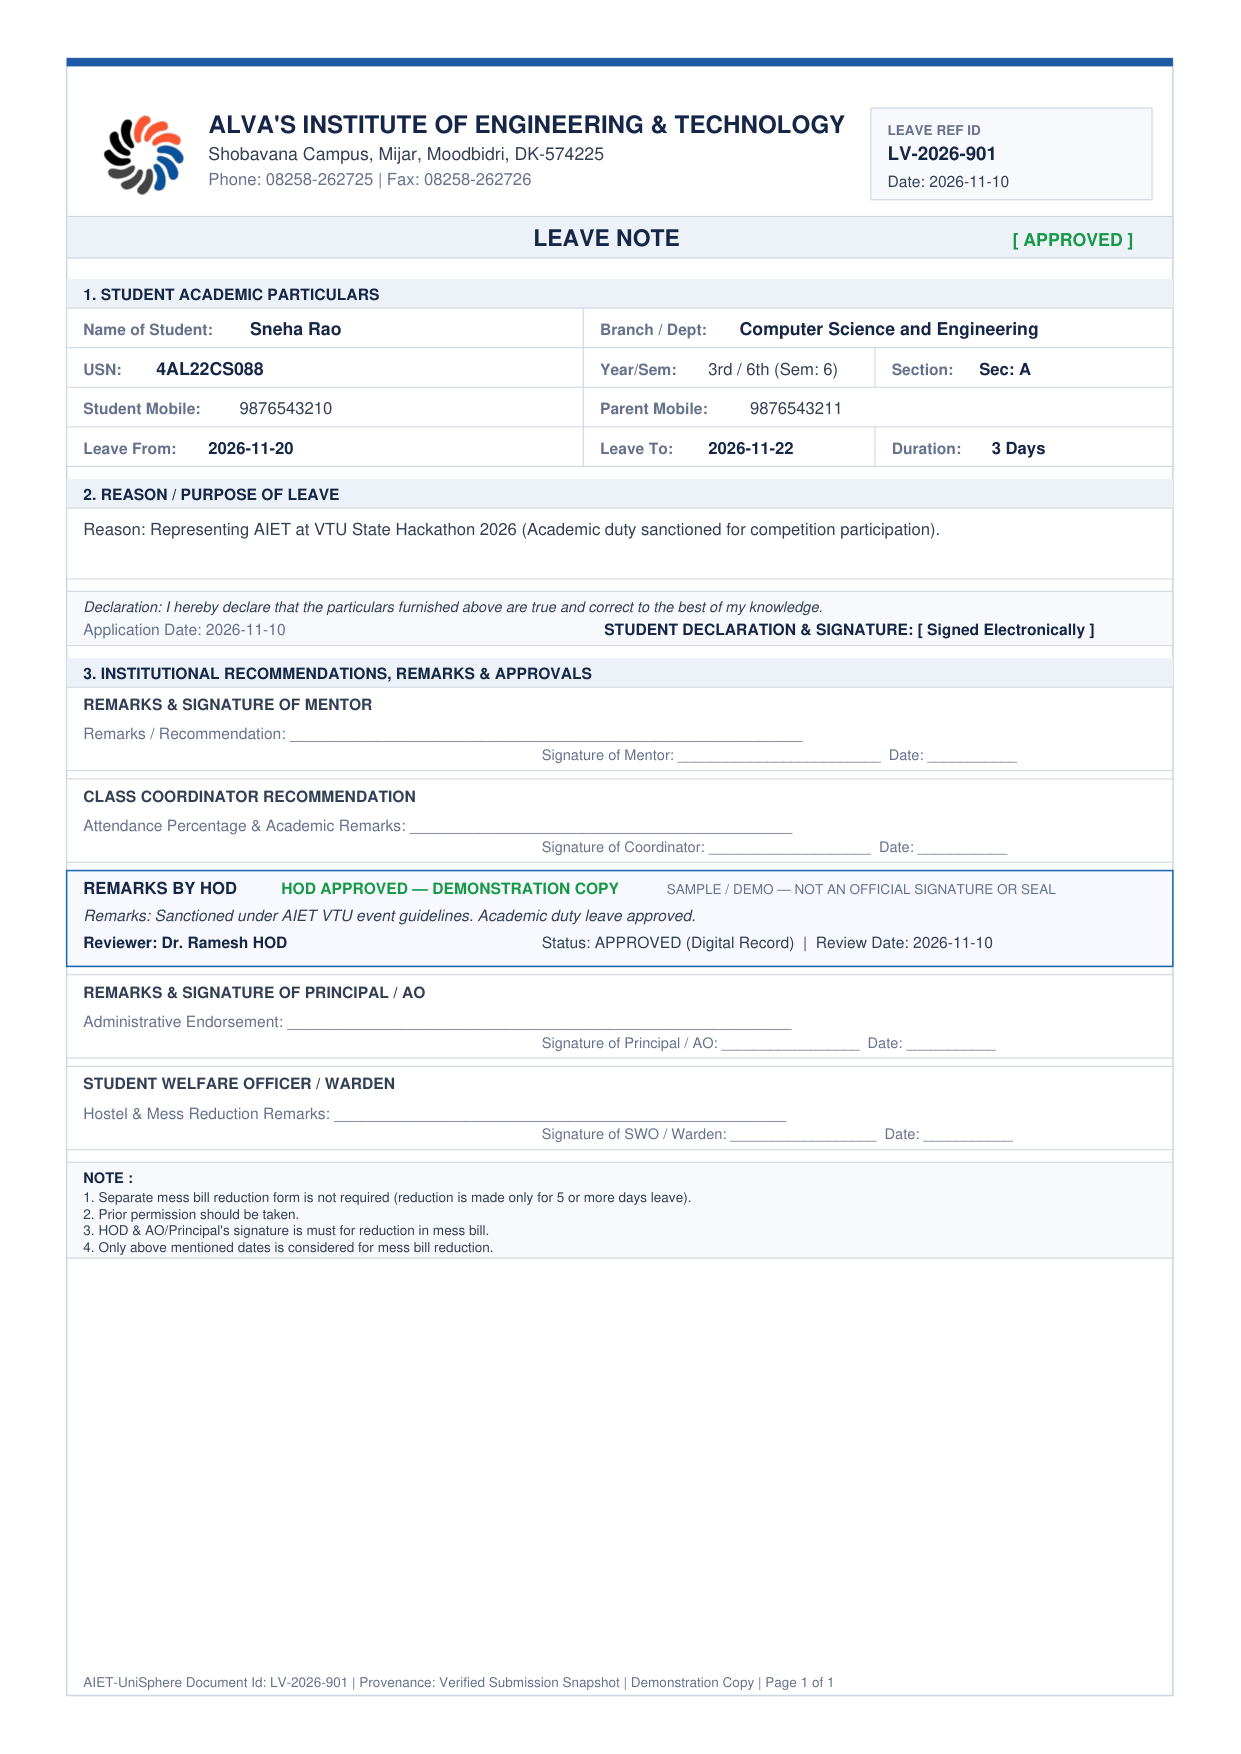 ALVA'S INSTITUTE OF ENGINEERING & TECHNOLOGY
Shobavana Campus, Mijar, Moodbidri, DK-574225
Phone: 08258-262725 | Fax: 08258-262726
LEAVE REF ID
LV-2026-901
Date: 2026-11-10
LEAVE NOTE [ APPROVED ]
1. STUDENT ACADEMIC PARTICULARS
Name of Student: Sneha Rao Branch / Dept: Computer Science and Engineering
USN: 4AL22CS088 Year/Sem: 3rd / 6th (Sem: 6) Section: Sec: A
Student Mobile: 9876543210 Parent Mobile: 9876543211
Leave From: 2026-11-20 Leave To: 2026-11-22 Duration: 3 Days
2. REASON / PURPOSE OF LEAVE
Reason: Representing AIET at VTU State Hackathon 2026 (Academic duty sanctioned for competition participation).
Declaration: I hereby declare that the particulars furnished above are true and correct to the best of my knowledge.
Application Date: 2026-11-10 STUDENT DECLARATION & SIGNATURE: [ Signed Electronically ]
3. INSTITUTIONAL RECOMMENDATIONS, REMARKS & APPROVALS
REMARKS & SIGNATURE OF MENTOR
Remarks / Recommendation: ____________________
Signature of Mentor: ____________________ Date: __________
CLASS COORDINATOR RECOMMENDATION
Attendance Percentage & Academic Remarks: ____________________
Signature of Coordinator: ____________________ Date: __________
REMARKS BY HOD HOD APPROVED — DEMONSTRATION COPY SAMPLE / DEMO — NOT AN OFFICIAL SIGNATURE OR SEAL
Remarks: Sanctioned under AIET VTU event guidelines. Academic duty leave approved.
Reviewer: Dr. Ramesh HOD Status: APPROVED (Digital Record) | Review Date: 2026-11-10
REMARKS & SIGNATURE OF PRINCIPAL / AO
Administrative Endorsement: ____________________
Signature of Principal / AO: ____________________ Date: __________
STUDENT WELFARE OFFICER / WARDEN
Hostel & Mess Reduction Remarks: ____________________
Signature of SWO / Warden: ____________________ Date: __________
NOTE :
1. Separate mess bill reduction form is not required (reduction is made only for 5 or more days leave).
2. Prior permission should be taken.
3. HOD & AO/Principal's signature is must for reduction in mess bill.
4. Only above mentioned dates is considered for mess bill reduction.
AIET-UniSphere Document Id: LV-2026-901 | Provenance: Verified Submission Snapshot | Demonstration Copy | Page 1 of 1